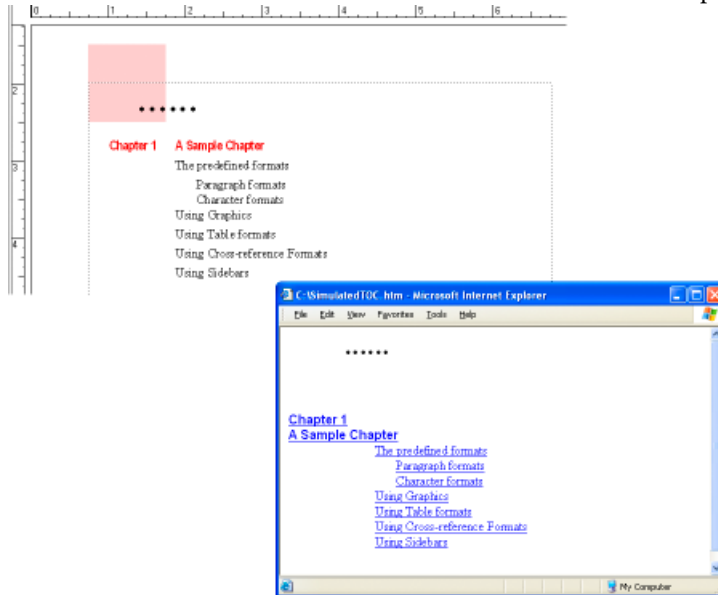 0 1 2 3 4 5 6
2
3
4
••••••
Chapter 1 A Sample Chapter
The predefined formats
Paragraph formats
Character formats
Using Graphics
Using Table formats
Using Cross-reference Formats
Using Sidebars
C:\SimulatedTOC.htm - Microsoft Internet Explorer
File Edit View Favorites Tools Help
••••••
Chapter 1
A Sample Chapter
The predefined formats
Paragraph formats
Character formats
Using Graphics
Using Table formats
Using Cross-reference Formats
Using Sidebars
My Computer